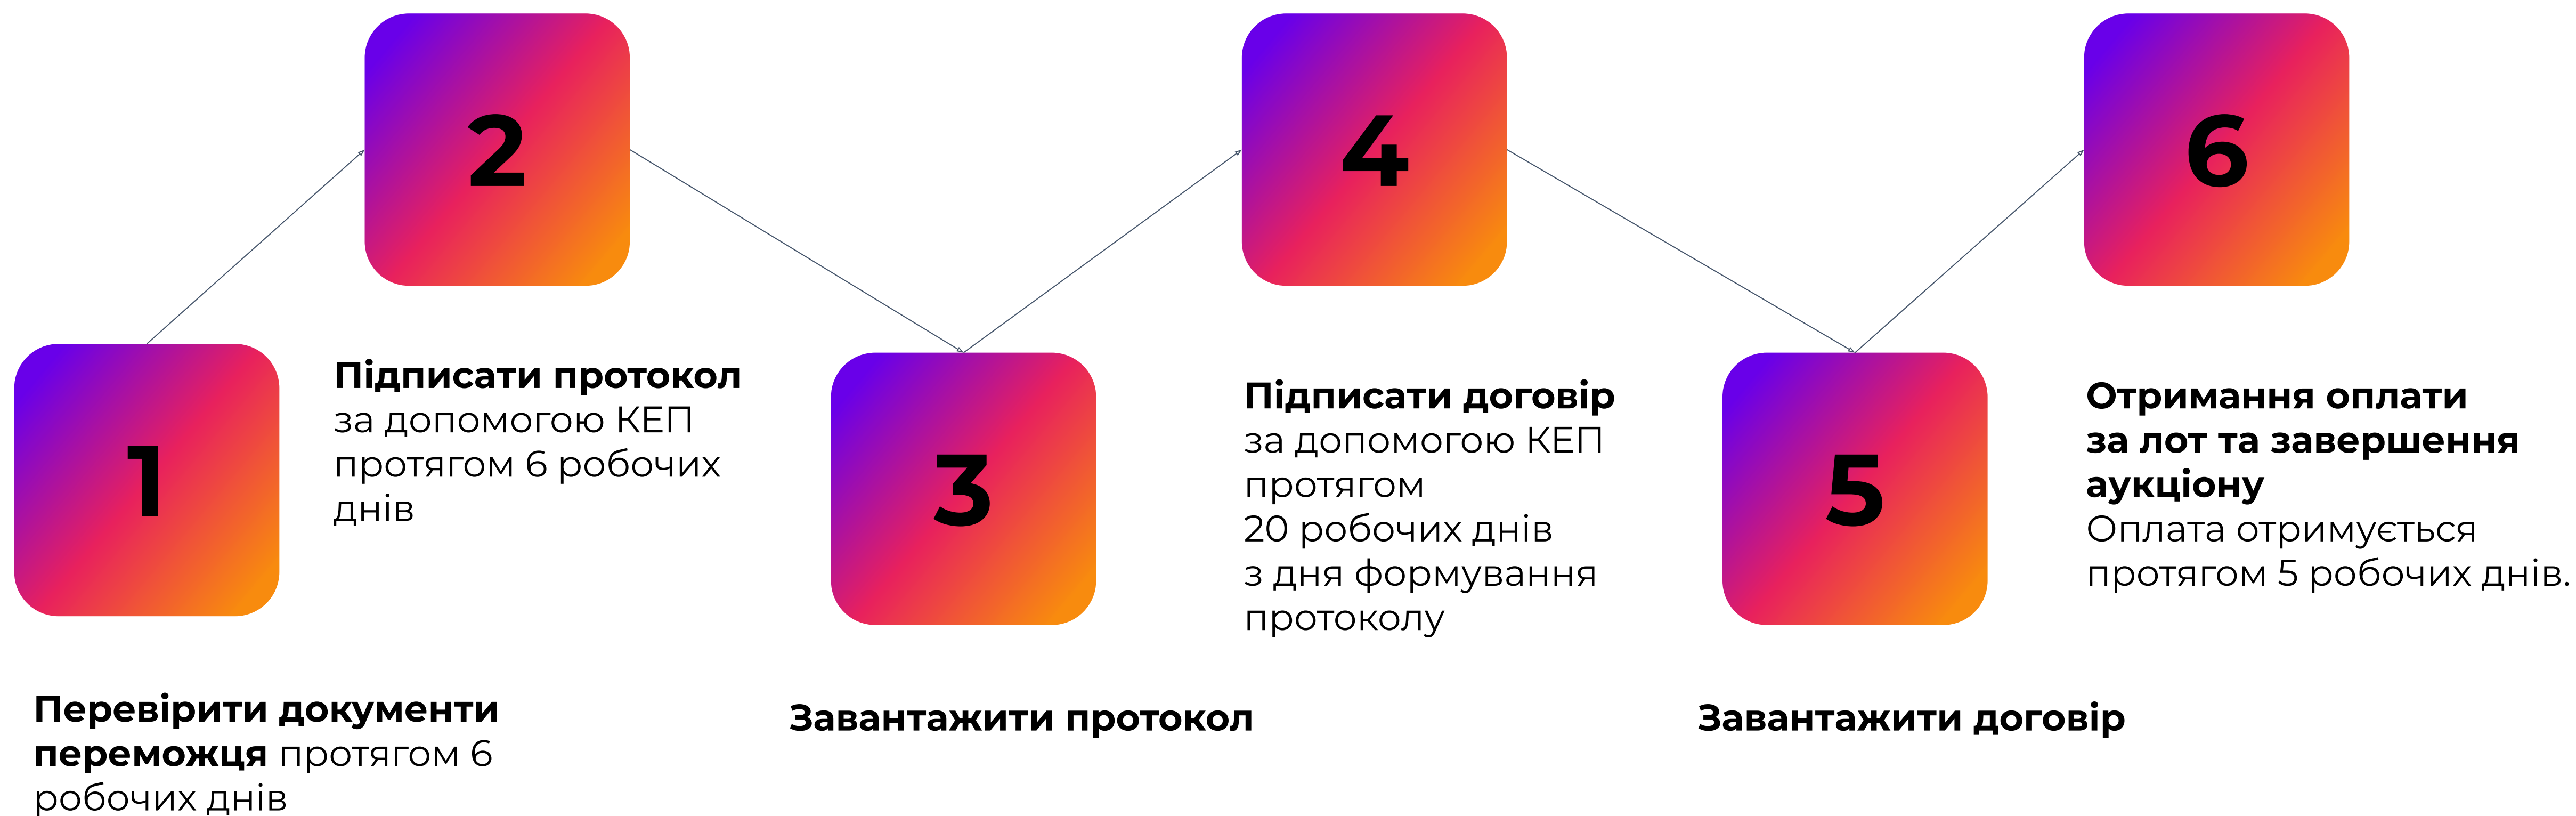 1
Перевірити документи
переможця протягом 6
робочих днів
2
Підписати протокол
за допомогою КЕП
протягом 6 робочих
днів
3
Завантажити протокол
4
Підписати договір
за допомогою КЕП
протягом
20 робочих днів
з дня формування
протоколу
5
Завантажити договір
6
Отримання оплати
за лот та завершення
аукціону
Оплата отримується
протягом 5 робочих днів.